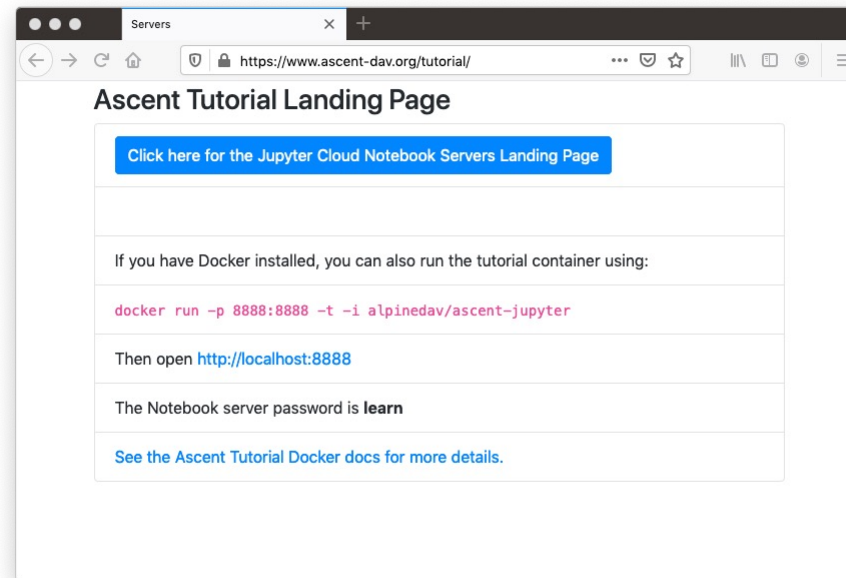 Servers
https://www.ascent-dav.org/tutorial/
Ascent Tutorial Landing Page
Click here for the Jupyter Cloud Notebook Servers Landing Page
If you have Docker installed, you can also run the tutorial container using:
docker run -p 8888:8888 -t -i alpinedav/ascent-jupyter
Then open http://localhost:8888
The Notebook server password is learn
See the Ascent Tutorial Docker docs for more details.